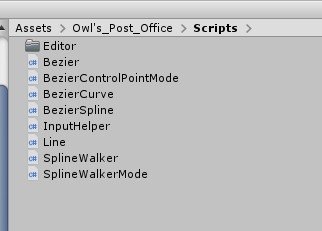 Assets › Owl's_Post_Office › Scripts ›
Editor
Bezier
BezierControlPointMode
BezierCurve
BezierSpline
InputHelper
Line
SplineWalker
SplineWalkerMode